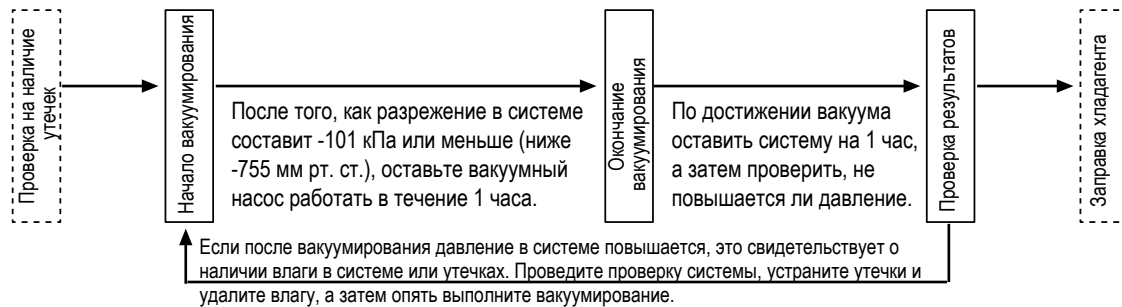 Проверка на наличие
утечек
Начало вакуумирования
После того, как разрежение в системе
составит -101 кПа или меньше (ниже
-755 мм рт. ст.), оставьте вакуумный
насос работать в течение 1 часа.
Окончание
вакуумирования
По достижении вакуума
оставить систему на 1 час,
а затем проверить, не
повышается ли давление.
Проверка результатов
Заправка хладагента
Если после вакуумирования давление в системе повышается, это свидетельствует о
наличии влаги в системе или утечках. Проведите проверку системы, устраните утечки и
удалите влагу, а затем опять выполните вакуумирование.